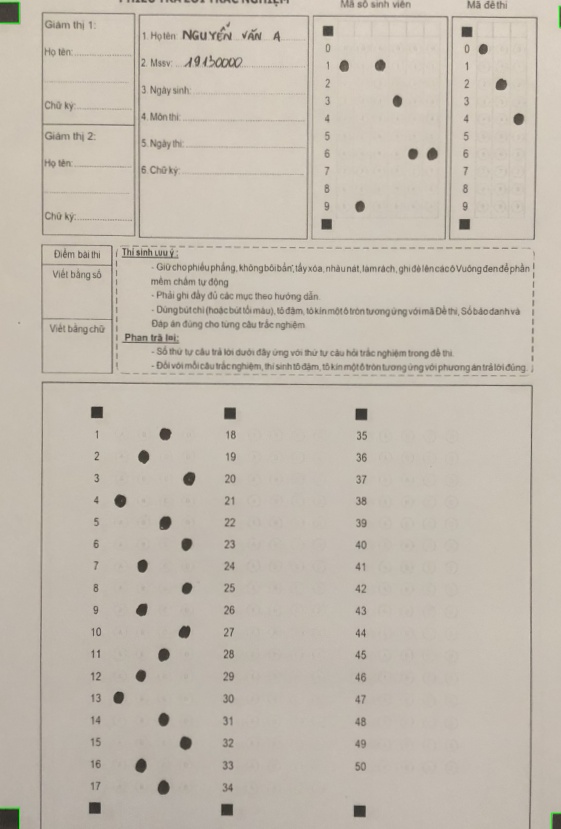 PHIẾU TRẢ LỜI TRẮC NGHIỆM
Giám thị 1:
Họ tên:
Chữ ký:
Giám thị 2:
Họ tên:
Chữ ký:
1. Họ tên: NGUYỄN VĂN A
2. Mssv: 19130000
3. Ngày sinh:
4. Môn thi:
5. Ngày thi:
6. Chữ ký:
Mã số sinh viên
0
1
2
3
4
5
6
7
8
9
Mã đề thi
0
1
2
3
4
5
6
7
8
9
Điểm bài thi
Viết bằng số
Viết bằng chữ
Thí sinh lưu ý:
- Giữ cho phiếu phẳng, không bôi bẩn, tẩy xóa, nhàu nát, làm rách, ghi đè lên các ô Vuông đen để phần
mềm chấm tự động
- Phải ghi đầy đủ các mục theo hướng dẫn
- Dùng bút chì (hoặc bút tối màu), tô đậm, tô kín một ô tròn tương ứng với mã Đề thi, Số báo danh và
Đáp án đúng cho từng câu trắc nghiệm
Phần trả lời:
- Số thứ tự câu trả lời dưới đây ứng với thứ tự câu hỏi trắc nghiệm trong đề thi.
- Đối với mỗi câu trắc nghiệm, thí sinh tô đậm, tô kín một ô tròn tương ứng với phương án trả lời đúng.
1
2
3
4
5
6
7
8
9
10
11
12
13
14
15
16
17
18
19
20
21
22
23
24
25
26
27
28
29
30
31
32
33
34
35
36
37
38
39
40
41
42
43
44
45
46
47
48
49
50